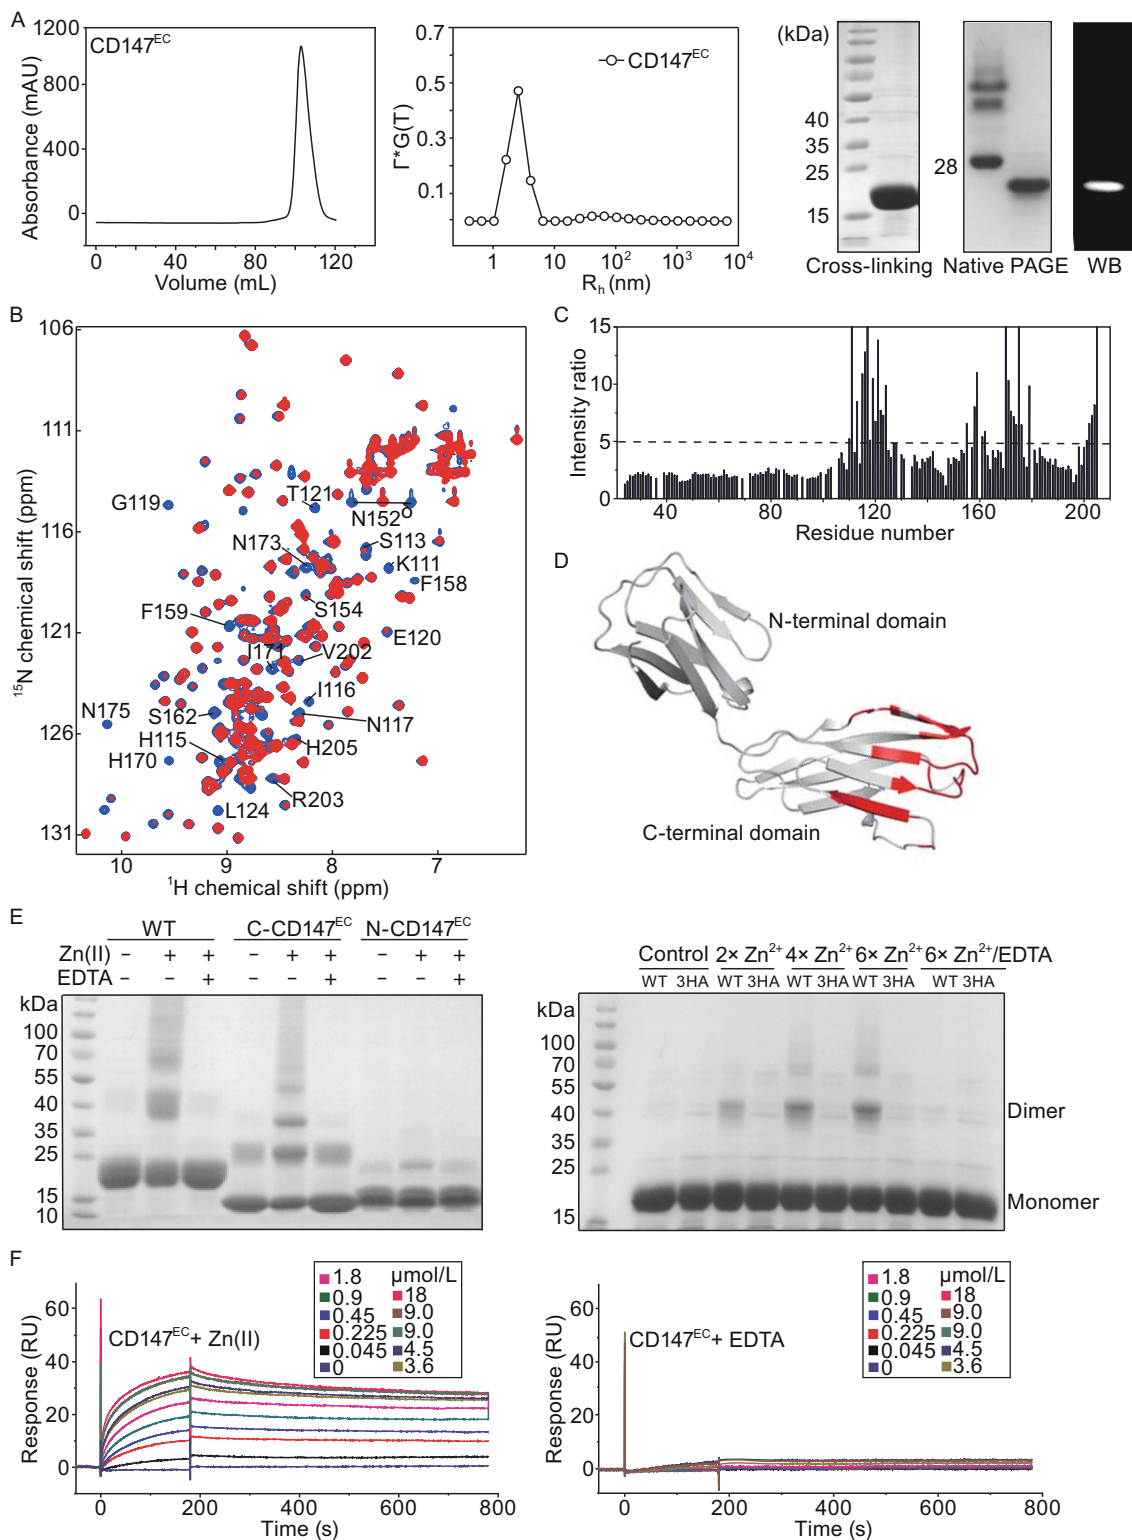 A
1200
800
400
0
Absorbance (mAU)
CD147EC
0 40 80 120
Volume (mL)
0.7
0.5
0.3
0.1
Γ*G(T)
CD147EC
1 10 10² 10³ 10⁴
Rh (nm)
(kDa)
40
35
25
15
28
Cross-linking
Native PAGE
WB
B
106
111
116
121
126
131
¹⁵N chemical shift (ppm)
G119
T121
N152
S113
N173
K111
F158
S154
F159
E120
I171
V202
I116
N175
S162
N117
H115
H205
H170
R203
L124
10 9 8 7
¹H chemical shift (ppm)
C
15
10
5
0
Intensity ratio
40 80 120 160 200
Residue number
D
N-terminal domain
C-terminal domain
E
WT C-CD147EC N-CD147EC
Zn(II) – + + – + + – + +
EDTA – – + – – + – – +
kDa
100
70
55
40
35
25
15
10
Control 2× Zn²⁺ 4× Zn²⁺ 6× Zn²⁺ 6× Zn²⁺/EDTA
WT 3HA WT 3HA WT 3HA WT 3HA WT 3HA
kDa
100
70
55
40
35
25
15
Dimer
Monomer
F
60
40
20
0
Response (RU)
CD147EC+ Zn(II)
µmol/L
1.8 18
0.9 9.0
0.45 9.0
0.225 4.5
0.045 3.6
0
0 200 400 600 800
Time (s)
60
40
20
0
Response (RU)
CD147EC+ EDTA
µmol/L
1.8 18
0.9 9.0
0.45 9.0
0.225 4.5
0.045 3.6
0
0 200 400 600 800
Time (s)